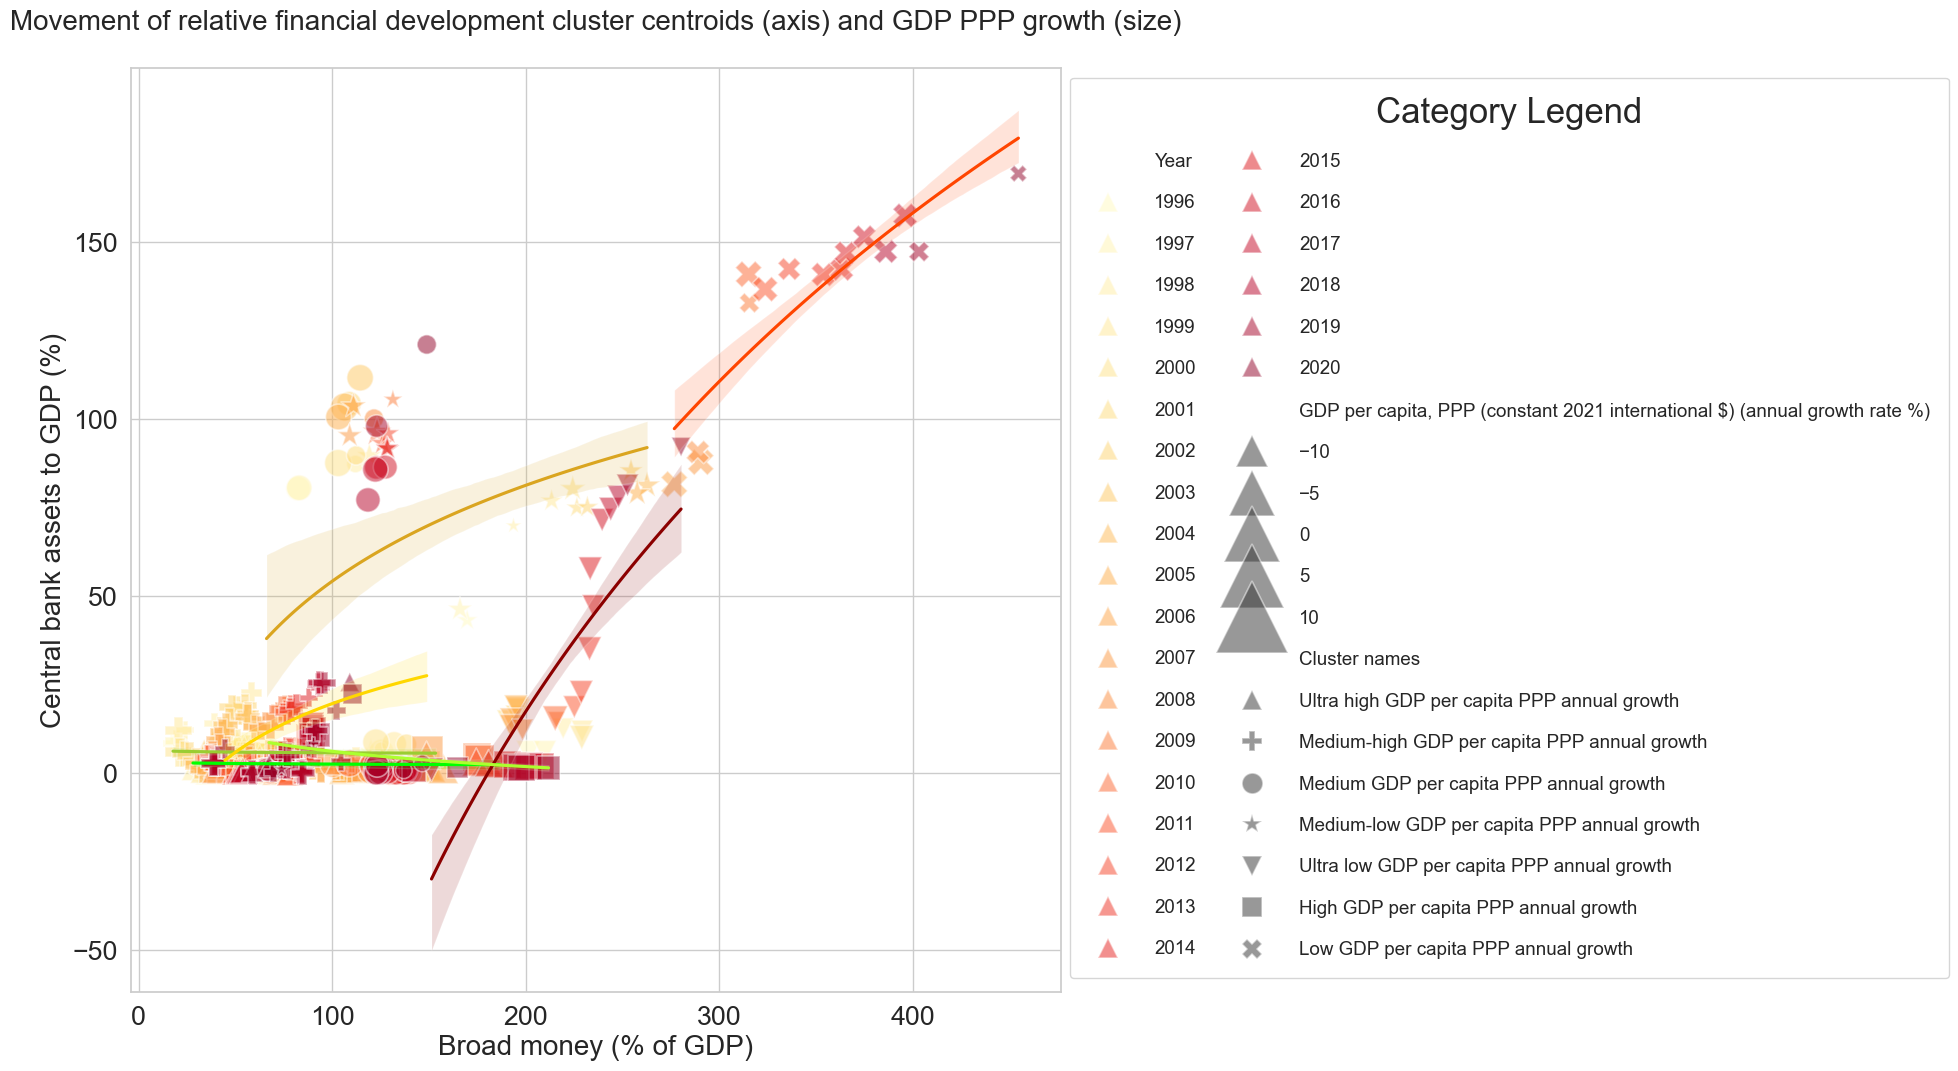 Movement of relative financial development cluster centroids (axis) and GDP PPP growth (size)
Central bank assets to GDP (%)
150
100
50
0
−50
0
100
200
300
400
Broad money (% of GDP)
Category Legend
Year
1996
1997
1998
1999
2000
2001
2002
2003
2004
2005
2006
2007
2008
2009
2010
2011
2012
2013
2014
2015
2016
2017
2018
2019
2020
GDP per capita, PPP (constant 2021 international $) (annual growth rate %)
−10
−5
0
5
10
Cluster names
Ultra high GDP per capita PPP annual growth
Medium-high GDP per capita PPP annual growth
Medium GDP per capita PPP annual growth
Medium-low GDP per capita PPP annual growth
Ultra low GDP per capita PPP annual growth
High GDP per capita PPP annual growth
Low GDP per capita PPP annual growth